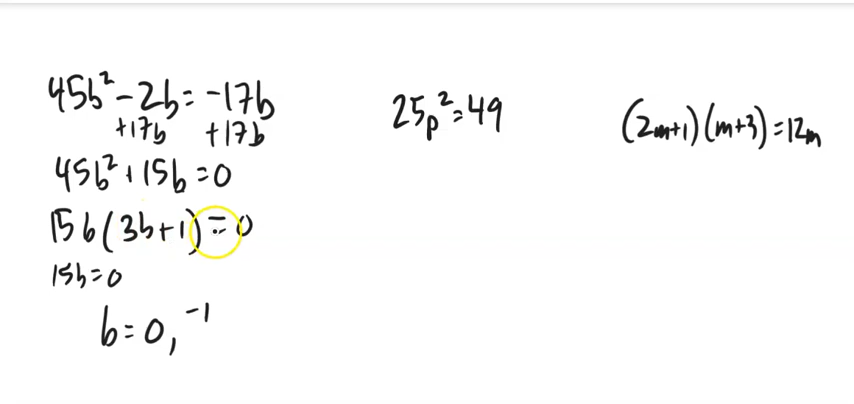 45b² - 2b = -17b
+17b +17b
45b² + 15b = 0
15b(3b+1) = 0
15b = 0
b = 0, -1
25p² = 49
(2m+1)(m+3) = 12m